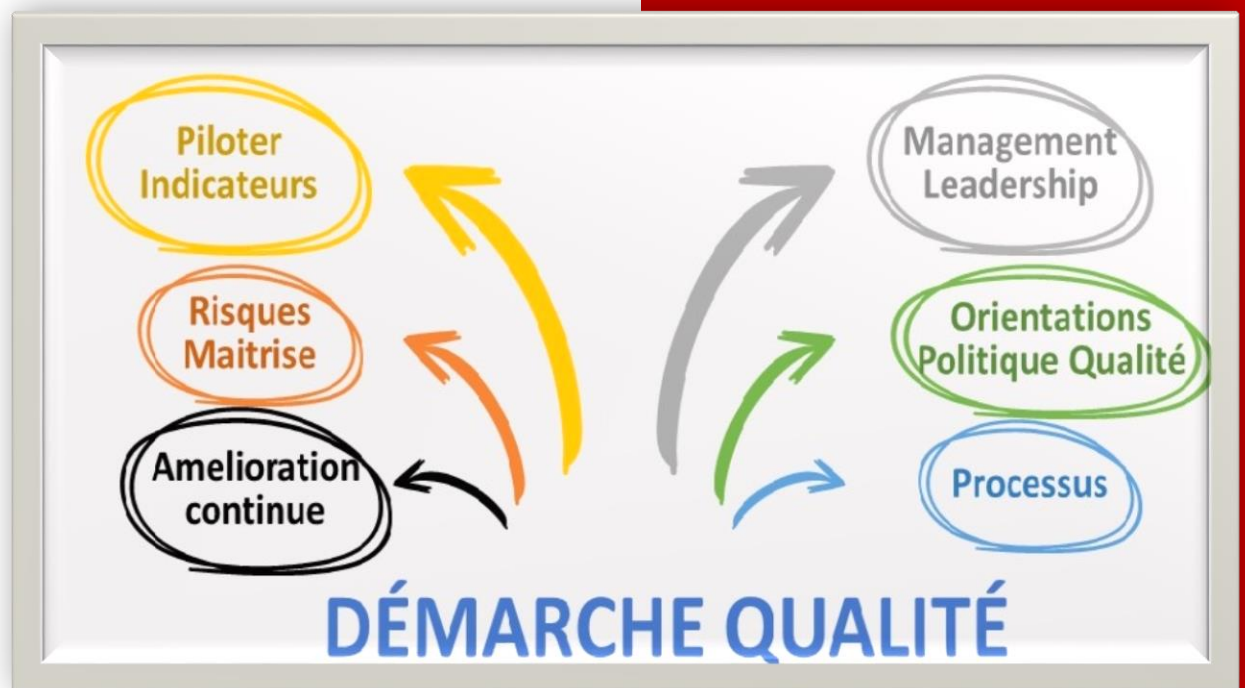 Piloter
Indicateurs
Risques
Maitrise
Amelioration
continue
Management
Leadership
Orientations
Politique Qualité
Processus
DÉMARCHE QUALITÉ